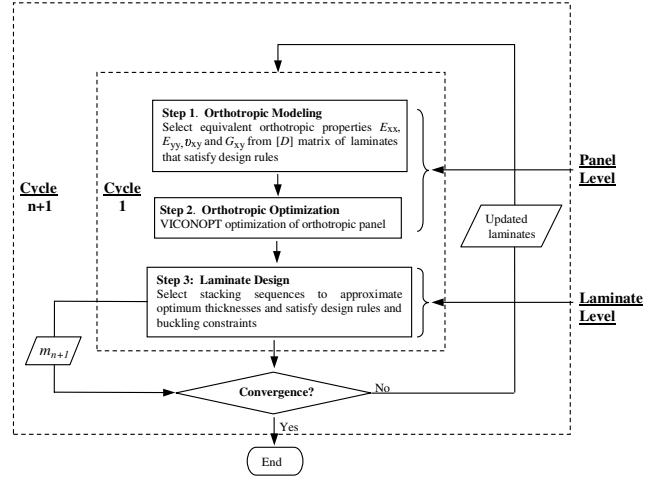 Step 1. Orthotropic Modeling
Select equivalent orthotropic properties Exx,
Eyy, υxy and Gxy from [D] matrix of laminates
that satisfy design rules
Panel
Level
Cycle
n+1
Cycle
1
Step 2. Orthotropic Optimization
VICONOPT optimization of orthotropic panel
Updated
laminates
Step 3: Laminate Design
Select stacking sequences to approximate
optimum thicknesses and satisfy design rules and
buckling constraints
Laminate
Level
mn+1
Convergence?
No
Yes
End